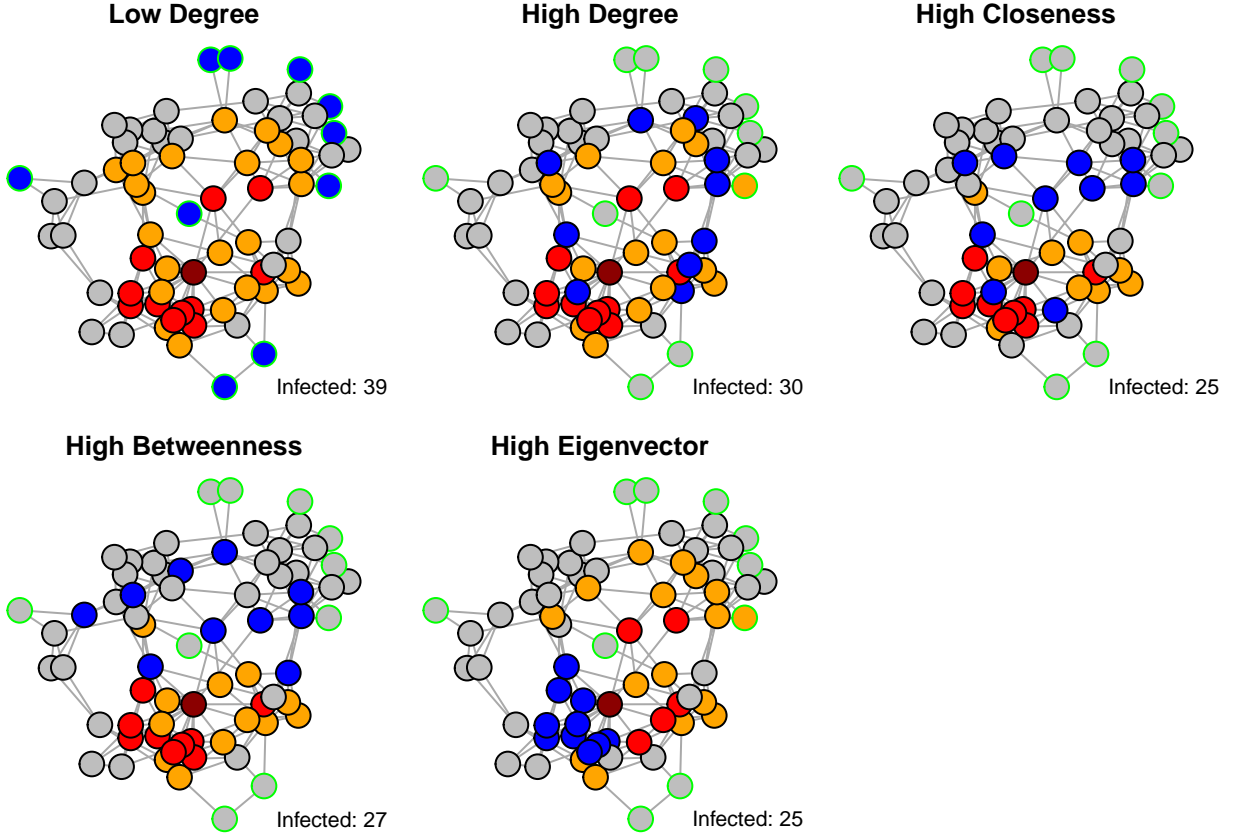 Low Degree
High Degree
High Closeness
Infected: 39
Infected: 30
Infected: 25
High Betweenness
High Eigenvector
Infected: 27
Infected: 25